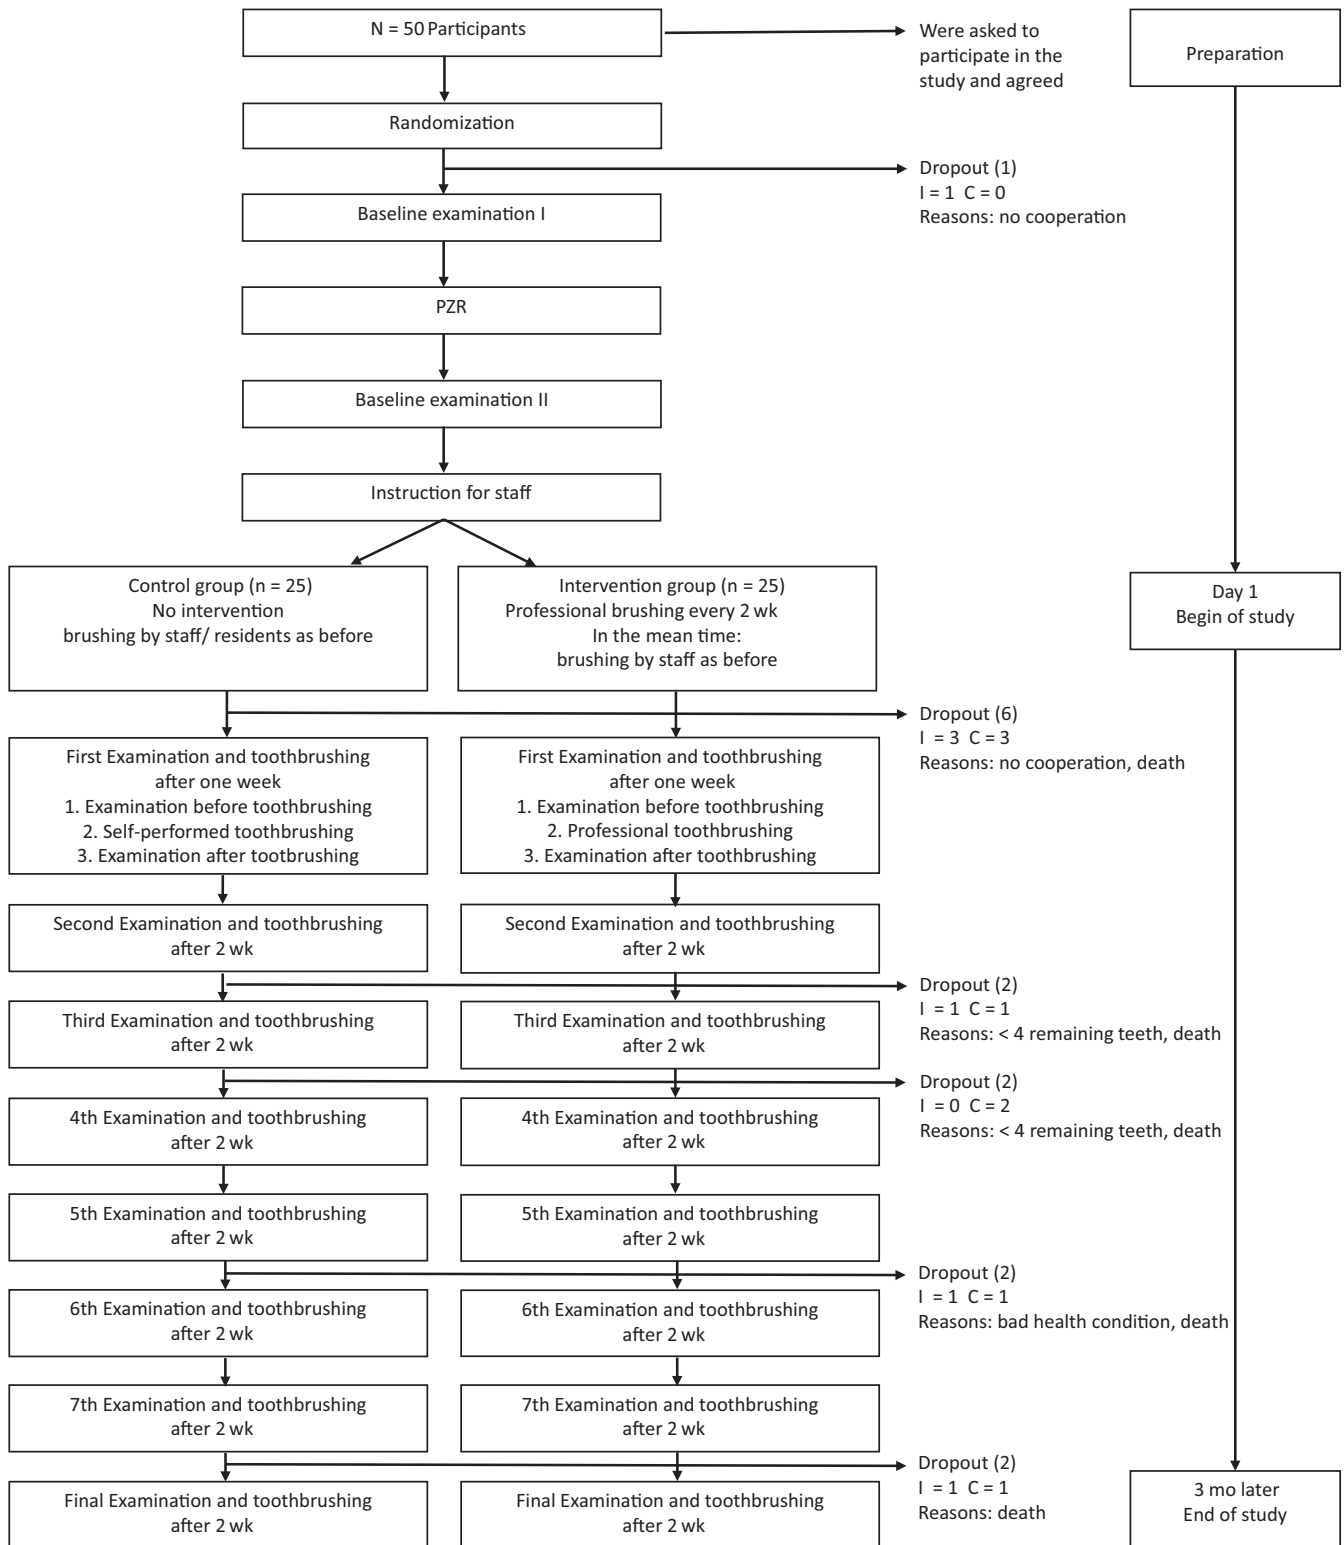 N = 50 Participants
Were asked to
participate in the
study and agreed
Preparation
Randomization
Dropout (1)
I = 1 C = 0
Reasons: no cooperation
Baseline examination I
PZR
Baseline examination II
Instruction for staff
Control group (n = 25)
No intervention
brushing by staff/ residents as before
Intervention group (n = 25)
Professional brushing every 2 wk
In the mean time:
brushing by staff as before
Day 1
Begin of study
Dropout (6)
I = 3 C = 3
Reasons: no cooperation, death
First Examination and toothbrushing
after one week
1. Examination before toothbrushing
2. Self-performed toothbrushing
3. Examination after tootbrushing
First Examination and toothbrushing
after one week
1. Examination before toothbrushing
2. Professional toothbrushing
3. Examination after toothbrushing
Second Examination and toothbrushing
after 2 wk
Second Examination and toothbrushing
after 2 wk
Dropout (2)
I = 1 C = 1
Reasons: < 4 remaining teeth, death
Third Examination and toothbrushing
after 2 wk
Third Examination and toothbrushing
after 2 wk
Dropout (2)
I = 0 C = 2
Reasons: < 4 remaining teeth, death
4th Examination and toothbrushing
after 2 wk
4th Examination and toothbrushing
after 2 wk
5th Examination and toothbrushing
after 2 wk
5th Examination and toothbrushing
after 2 wk
Dropout (2)
I = 1 C = 1
Reasons: bad health condition, death
6th Examination and toothbrushing
after 2 wk
6th Examination and toothbrushing
after 2 wk
7th Examination and toothbrushing
after 2 wk
7th Examination and toothbrushing
after 2 wk
Dropout (2)
I = 1 C = 1
Reasons: death
Final Examination and toothbrushing
after 2 wk
Final Examination and toothbrushing
after 2 wk
3 mo later
End of study